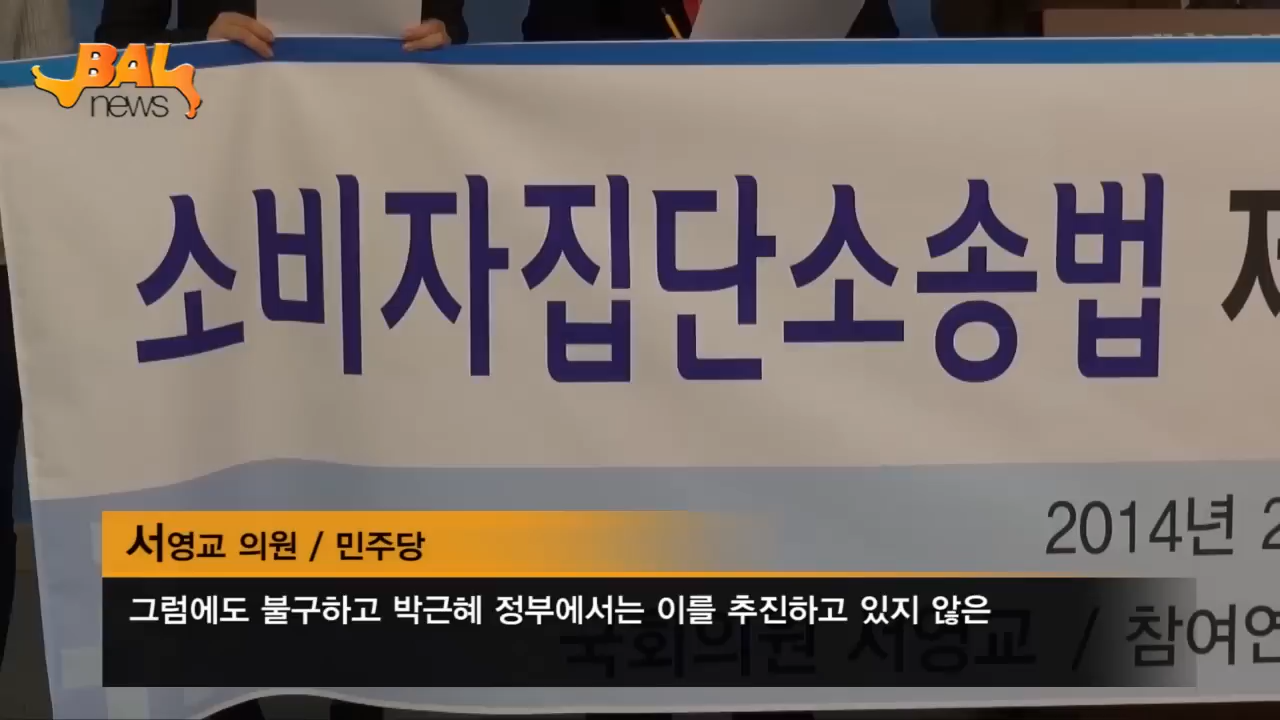 BAL
news
소비자집단소송법
2014년
서영교 의원 / 민주당
그럼에도 불구하고 박근혜 정부에서는 이를 추진하고 있지 않은
국회의원 서영교 / 참여연